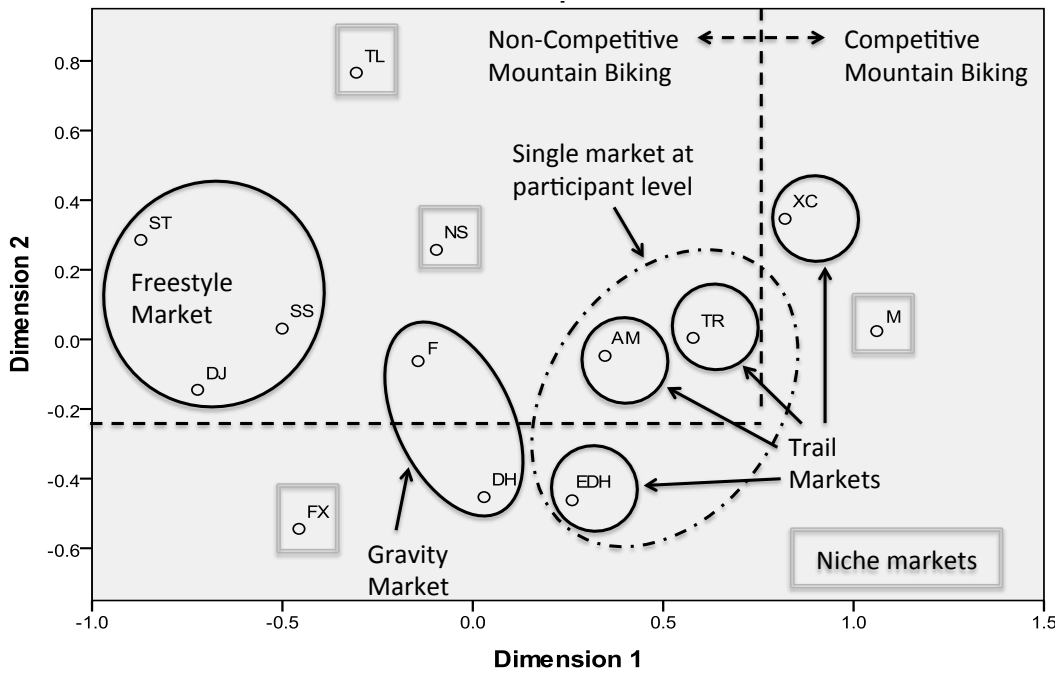 Non-Competitive
Mountain Biking
Competitive
Mountain Biking
TL
Single market at
participant level
ST
NS
XC
Freestyle
Market
SS
DJ
F
AM
TR
M
DH
EDH
Trail
Markets
FX
Gravity
Market
Niche markets
0.8
0.6
0.4
0.2
0.0
-0.2
-0.4
-0.6
Dimension 2
-1.0
-0.5
0.0
0.5
1.0
1.5
Dimension 1